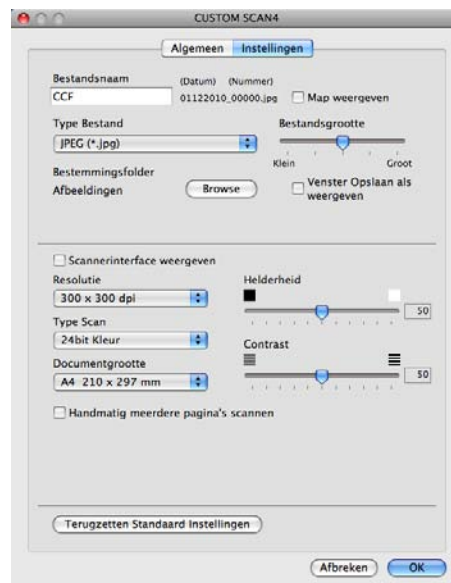 CUSTOM SCAN4
Algemeen Instellingen
Bestandsnaam (Datum) (Nummer)
CCF 01122010_00000.jpg Map weergeven
Type Bestand Bestandsgrootte
JPEG (*.jpg)
Klein Groot
Bestemmingsfolder
Afbeeldingen Browse Venster Opslaan als
weergeven
Scannerinterface weergeven
Resolutie Helderheid
300 x 300 dpi 50
Type Scan
24bit Kleur Contrast
Documentgrootte
A4 210 x 297 mm 50
Handmatig meerdere pagina's scannen
Terugzetten Standaard Instellingen
Afbreken OK